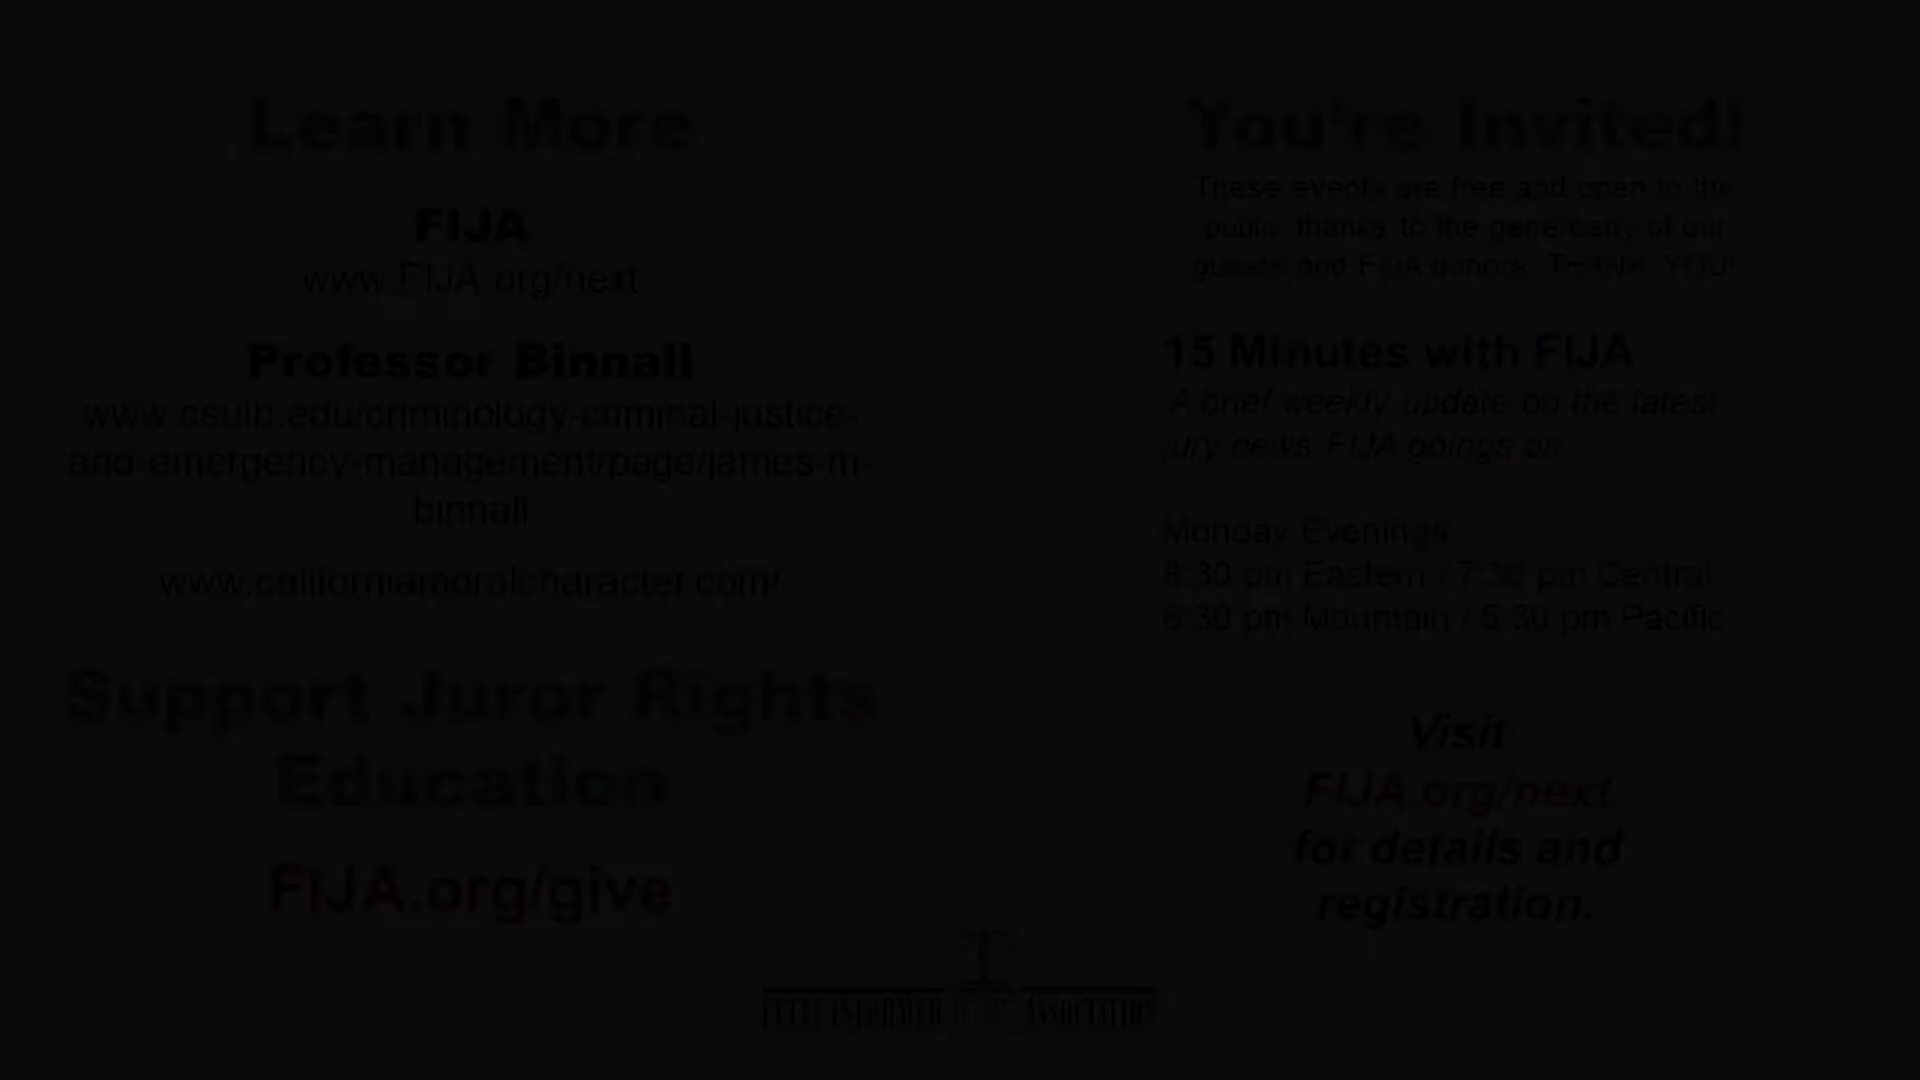 Learn More
FIJA
www.FIJA.org/next
Professor Binnall
www.csulb.edu/criminology-criminal-justice-
and-emergency-management/page/james-m-
binnall
www.californiamoralcharacter.com/
Support Juror Rights
Education
FIJA.org/give
You're Invited!
These events are free and open to the
public thanks to the generosity of our
guests and FIJA donors. THANK YOU!
15 Minutes with FIJA
A brief weekly update on the latest
jury news FIJA goings on
Monday Evenings
8:30 pm Eastern / 7:30 pm Central
6:30 pm Mountain / 5:30 pm Pacific
Visit
FIJA.org/next
for details and
registration.
FULLY INFORMED JURY ASSOCIATION